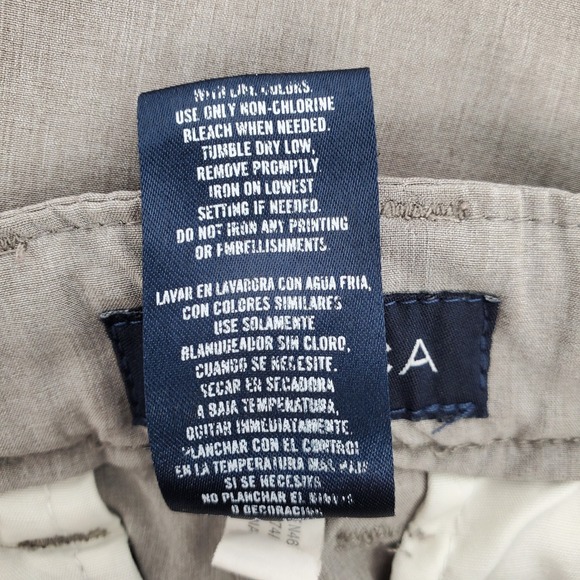 WITH LIKE COLORS.
USE ONLY NON-CHLORINE
BLEACH WHEN NEEDED.
TUMBLE DRY LOW,
REMOVE PROMPTLY.
IRON ON LOWEST
SETTING IF NEEDED.
DO NOT IRON ANY PRINTING
OR EMBELLISHMENTS
LAVAR EN LAVADORA CON AGUA FRIA,
CON COLORES SIMILARES
USE SOLAMENTE
BLANQUEADOR SIN CLORO,
CUANDO SE NECESITE.
SECAR EN SECADORA
A BAJA TEMPERATURA,
QUITAR IMMEDIATAMENTE.
PLANCHAR CON EL CONTROL
EN LA TEMPERATURA MAS BAJE
SI SE NECESITA
NO PLANCHAR EL
O DECORACION
CA